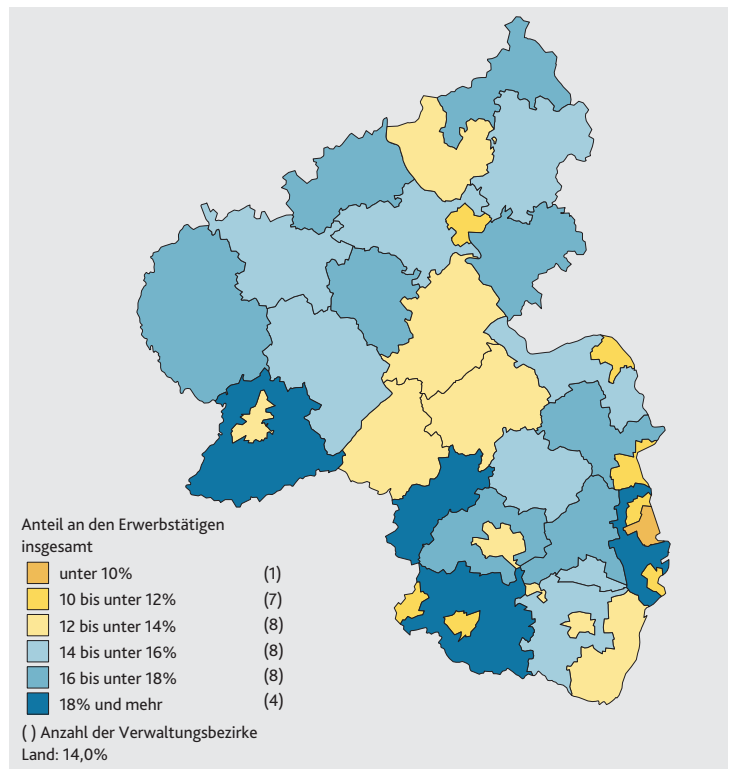 Anteil an den Erwerbstätigen
insgesamt
unter 10% (1)
10 bis unter 12% (7)
12 bis unter 14% (8)
14 bis unter 16% (8)
16 bis unter 18% (8)
18% und mehr (4)
( ) Anzahl der Verwaltungsbezirke
Land: 14,0%